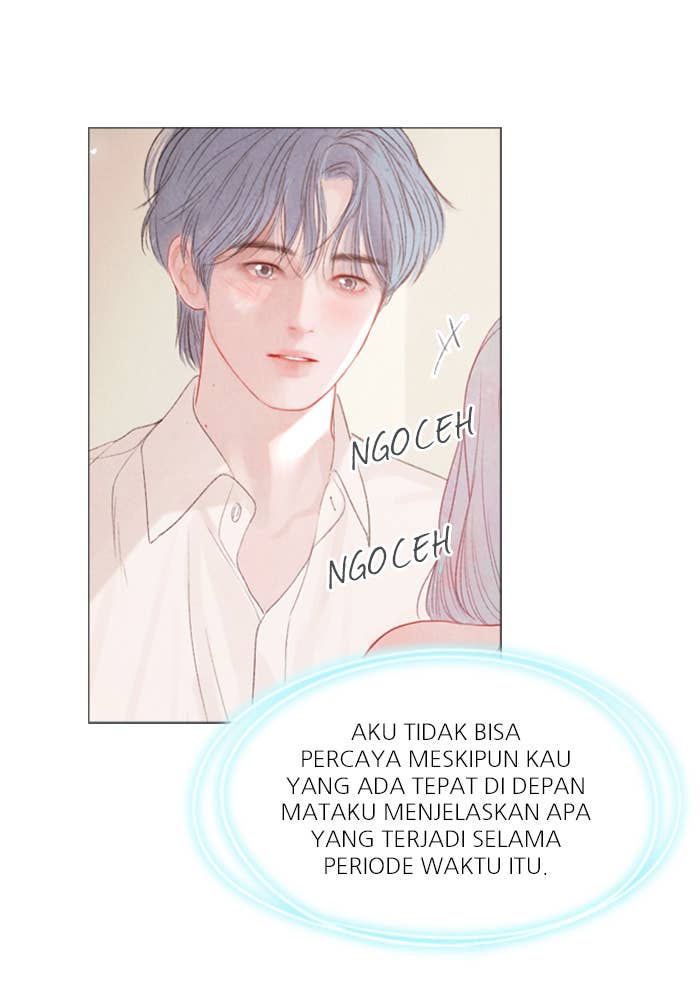 NGOCEH
NGOCEH
AKU TIDAK BISA
PERCAYA MESKIPUN KAU
YANG ADA TEPAT DI DEPAN
MATAKU MENJELASKAN APA
YANG TERJADI SELAMA
PERIODE WAKTU ITU.